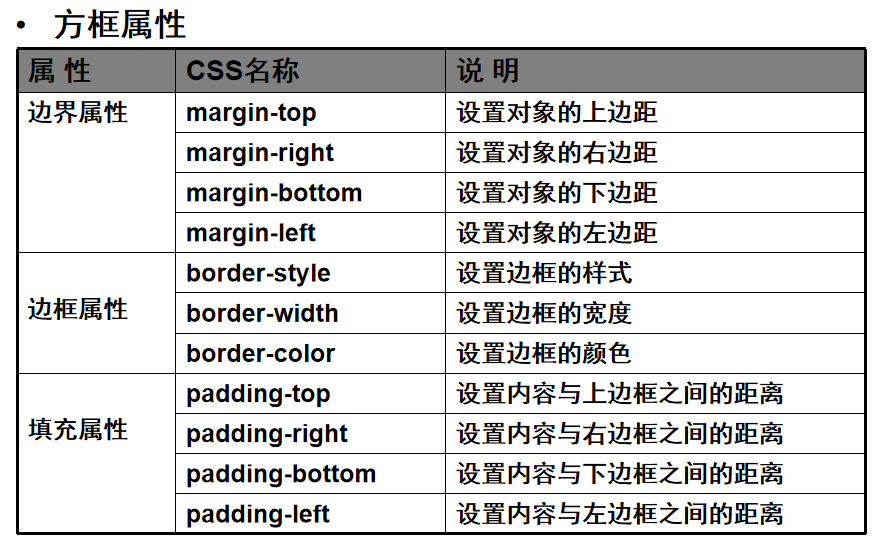 • 方框属性
属 性 CSS名称 说 明
边界属性 margin-top 设置对象的上边距
margin-right 设置对象的右边距
margin-bottom 设置对象的下边距
margin-left 设置对象的左边距
border-style 设置边框的样式
边框属性 border-width 设置边框的宽度
border-color 设置边框的颜色
padding-top 设置内容与上边框之间的距离
填充属性 padding-right 设置内容与右边框之间的距离
padding-bottom 设置内容与下边框之间的距离
padding-left 设置内容与左边框之间的距离